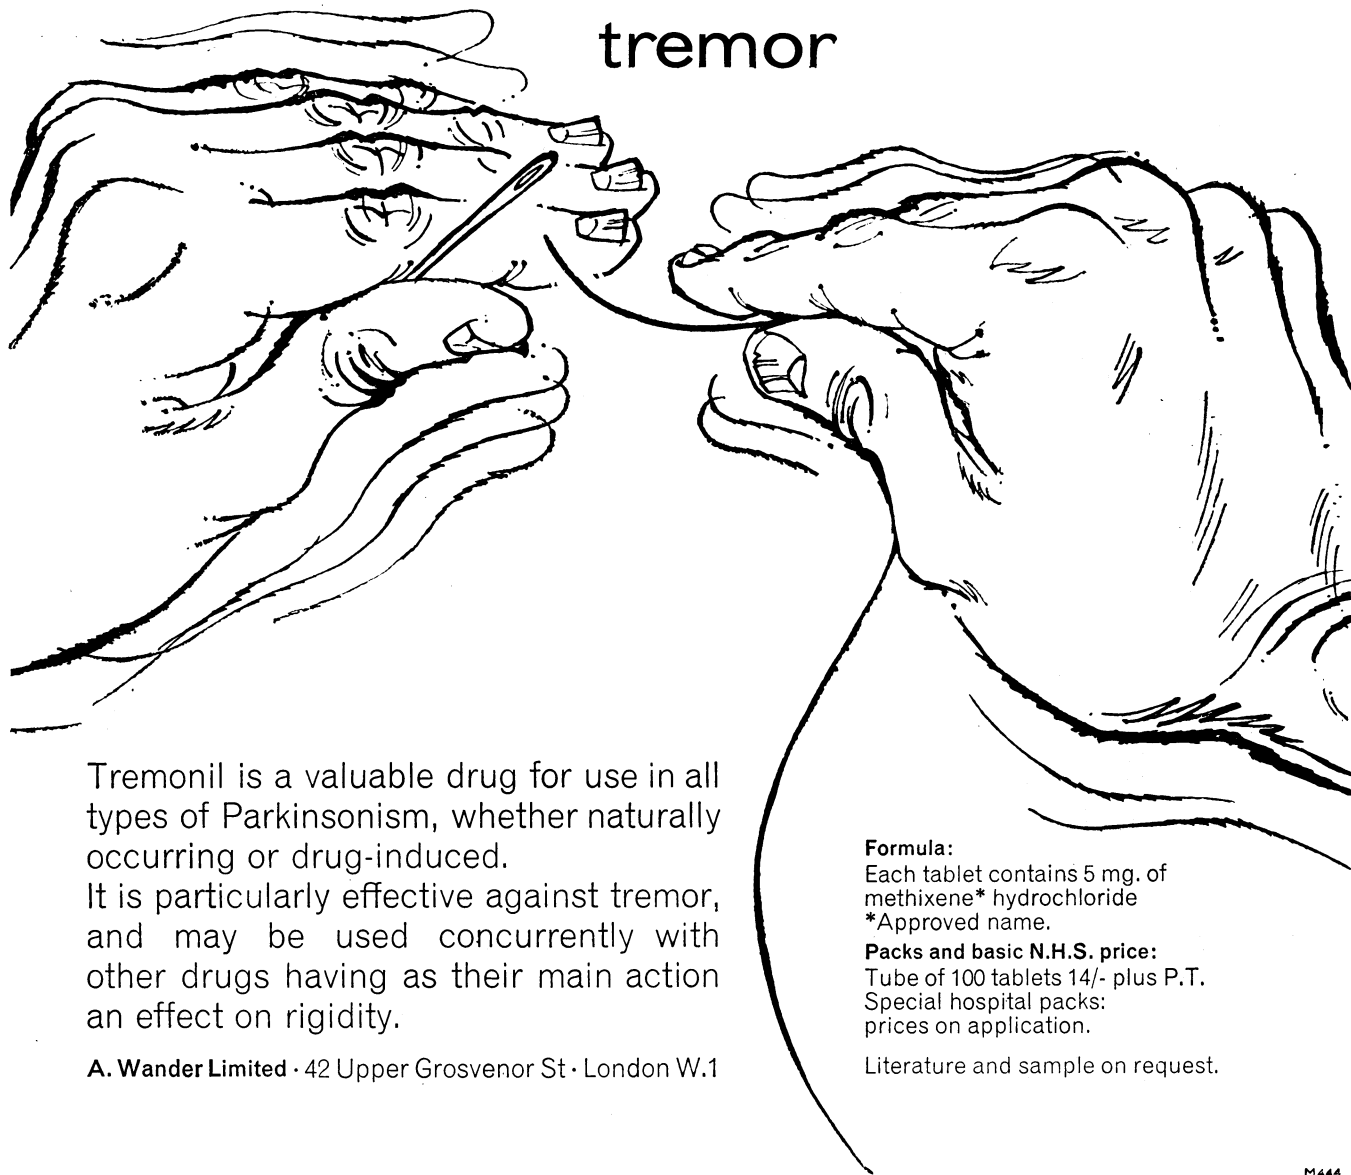 tremor
Tremonil is a valuable drug for use in all
types of Parkinsonism, whether naturally
occurring or drug-induced.
It is particularly effective against tremor,
and may be used concurrently with
other drugs having as their main action
an effect on rigidity.
A. Wander Limited · 42 Upper Grosvenor St · London W.1
Formula:
Each tablet contains 5 mg. of
methixene* hydrochloride
*Approved name.
Packs and basic N.H.S. price:
Tube of 100 tablets 14/- plus P.T.
Special hospital packs:
prices on application.
Literature and sample on request.
M444